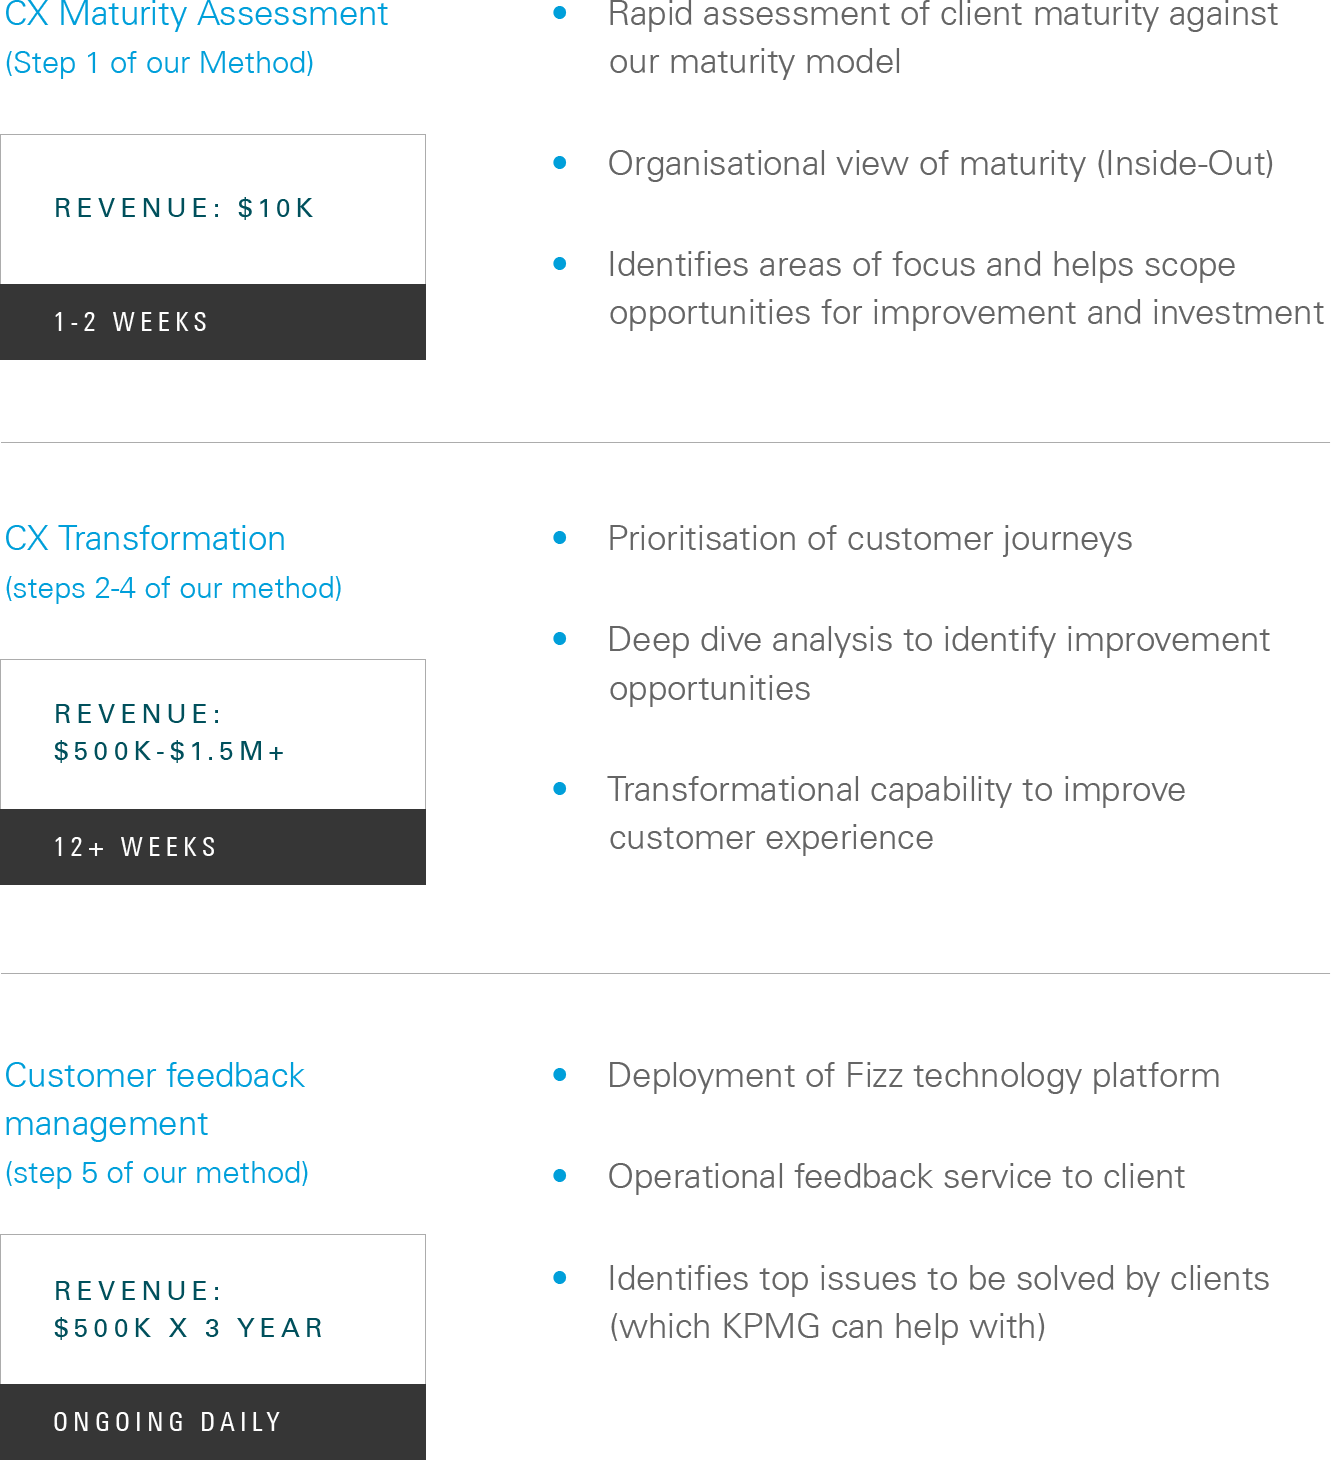 CX Maturity Assessment
(Step 1 of our Method)
REVENUE: $10K
1-2 WEEKS
• Rapid assessment of client maturity against
our maturity model
• Organisational view of maturity (Inside-Out)
• Identifies areas of focus and helps scope
opportunities for improvement and investment
CX Transformation
(steps 2-4 of our method)
REVENUE:
$500K-$1.5M+
12+ WEEKS
• Prioritisation of customer journeys
• Deep dive analysis to identify improvement
opportunities
• Transformational capability to improve
customer experience
Customer feedback
management
(step 5 of our method)
REVENUE:
$500K X 3 YEAR
ONGOING DAILY
• Deployment of Fizz technology platform
• Operational feedback service to client
• Identifies top issues to be solved by clients
(which KPMG can help with)